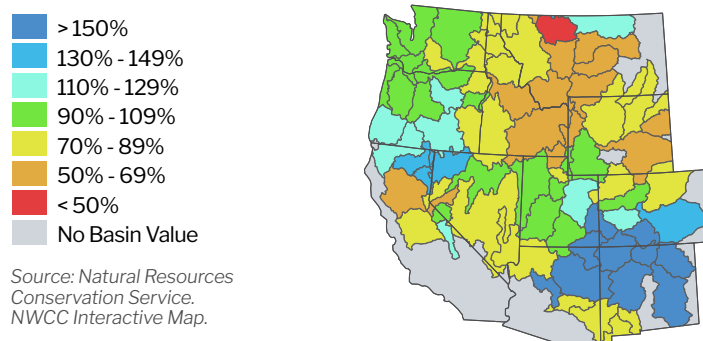 >150%
130% - 149%
110% - 129%
90% - 109%
70% - 89%
50% - 69%
< 50%
No Basin Value
Source: Natural Resources
Conservation Service.
NWCC Interactive Map.